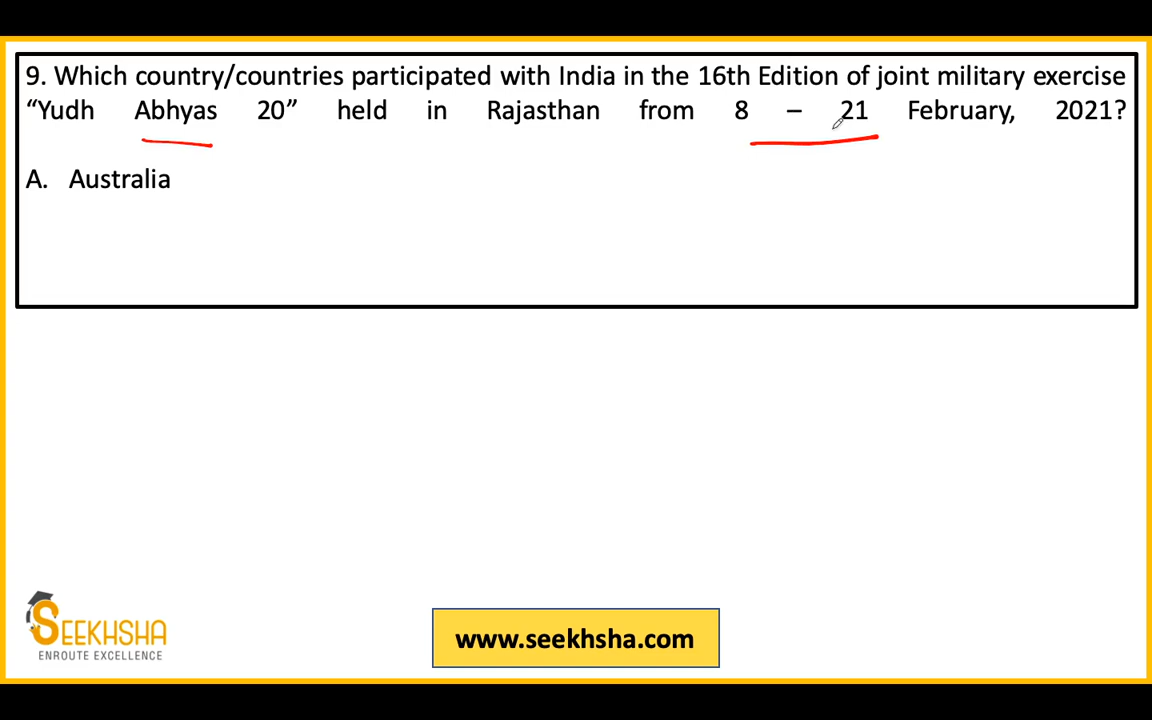 9. Which country/countries participated with India in the 16th Edition of joint military exercise
“Yudh Abhyas 20” held in Rajasthan from 8 – 21 February, 2021?
A. Australia
SEEKHSHA
ENROUTE EXCELLENCE
www.seekhsha.com